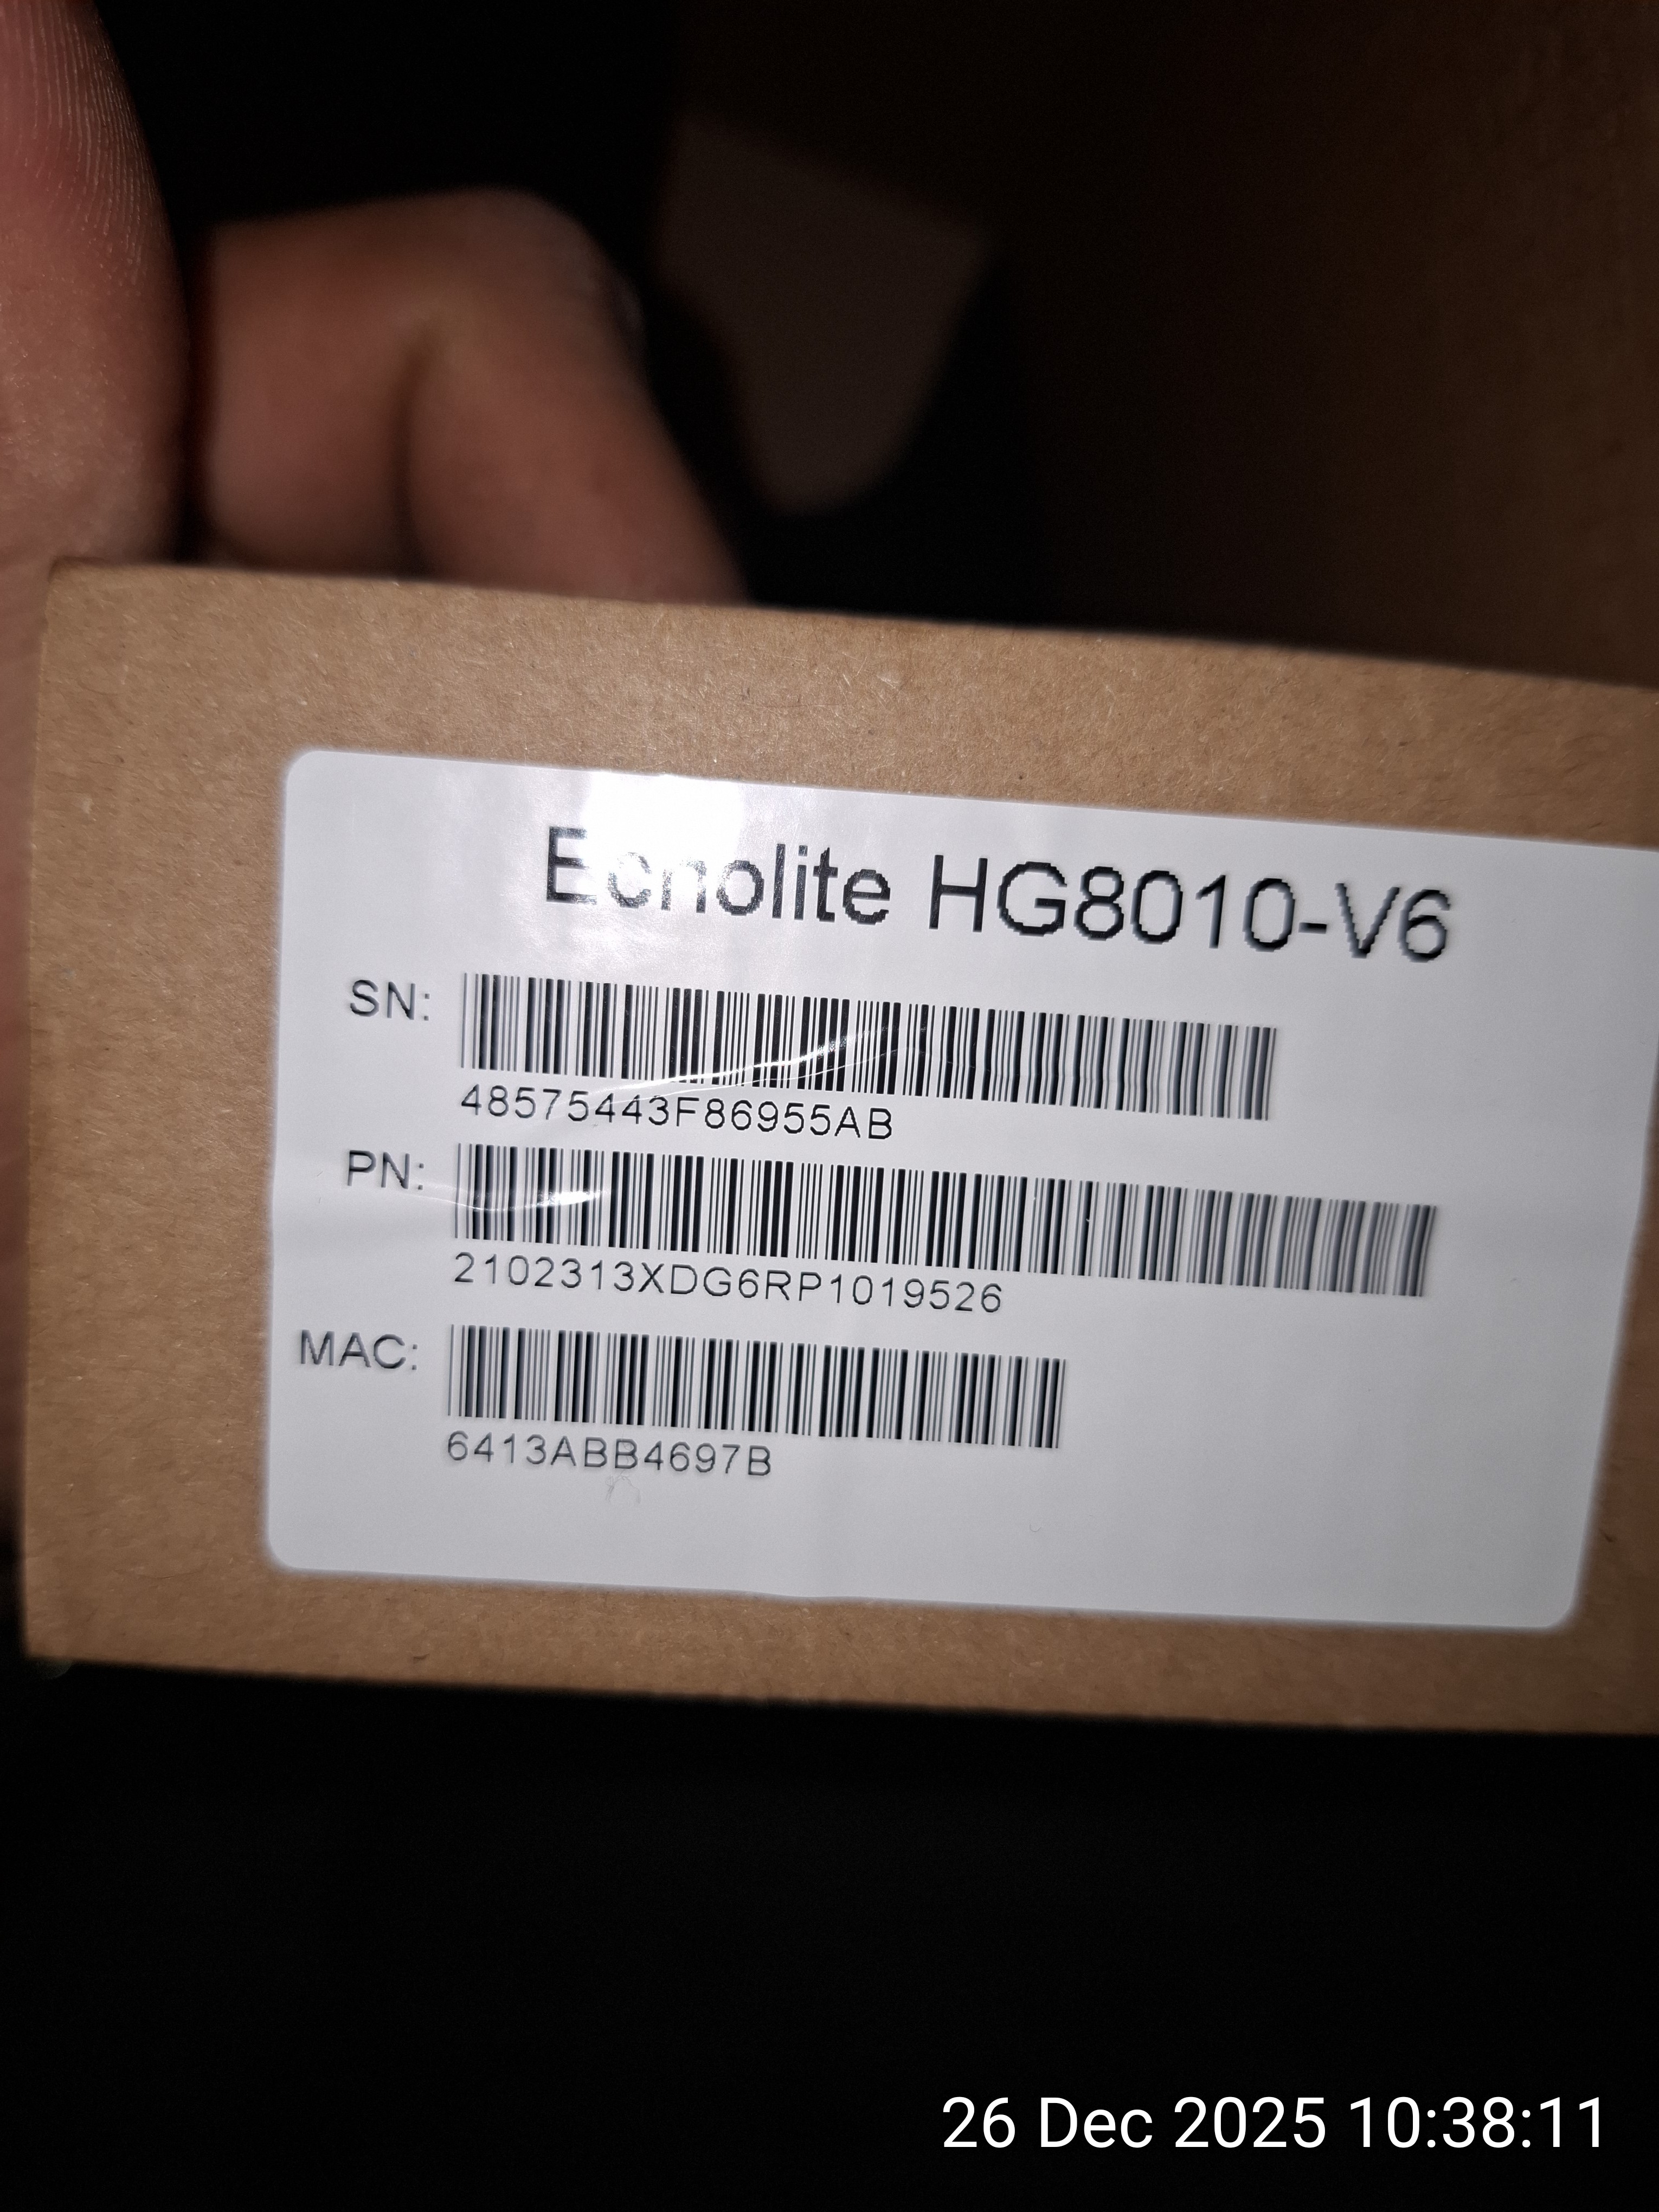 Echolite HG8010-V6
SN:
48575443F86955AB
PN:
2102313XDG6RP1019526
MAC:
6413ABB4697B
26 Dec 2025 10:38:11